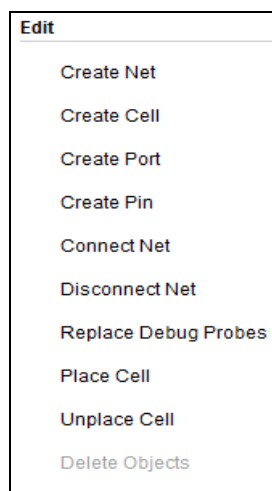 Edit
Create Net
Create Cell
Create Port
Create Pin
Connect Net
Disconnect Net
Replace Debug Probes
Place Cell
Unplace Cell
Delete Objects